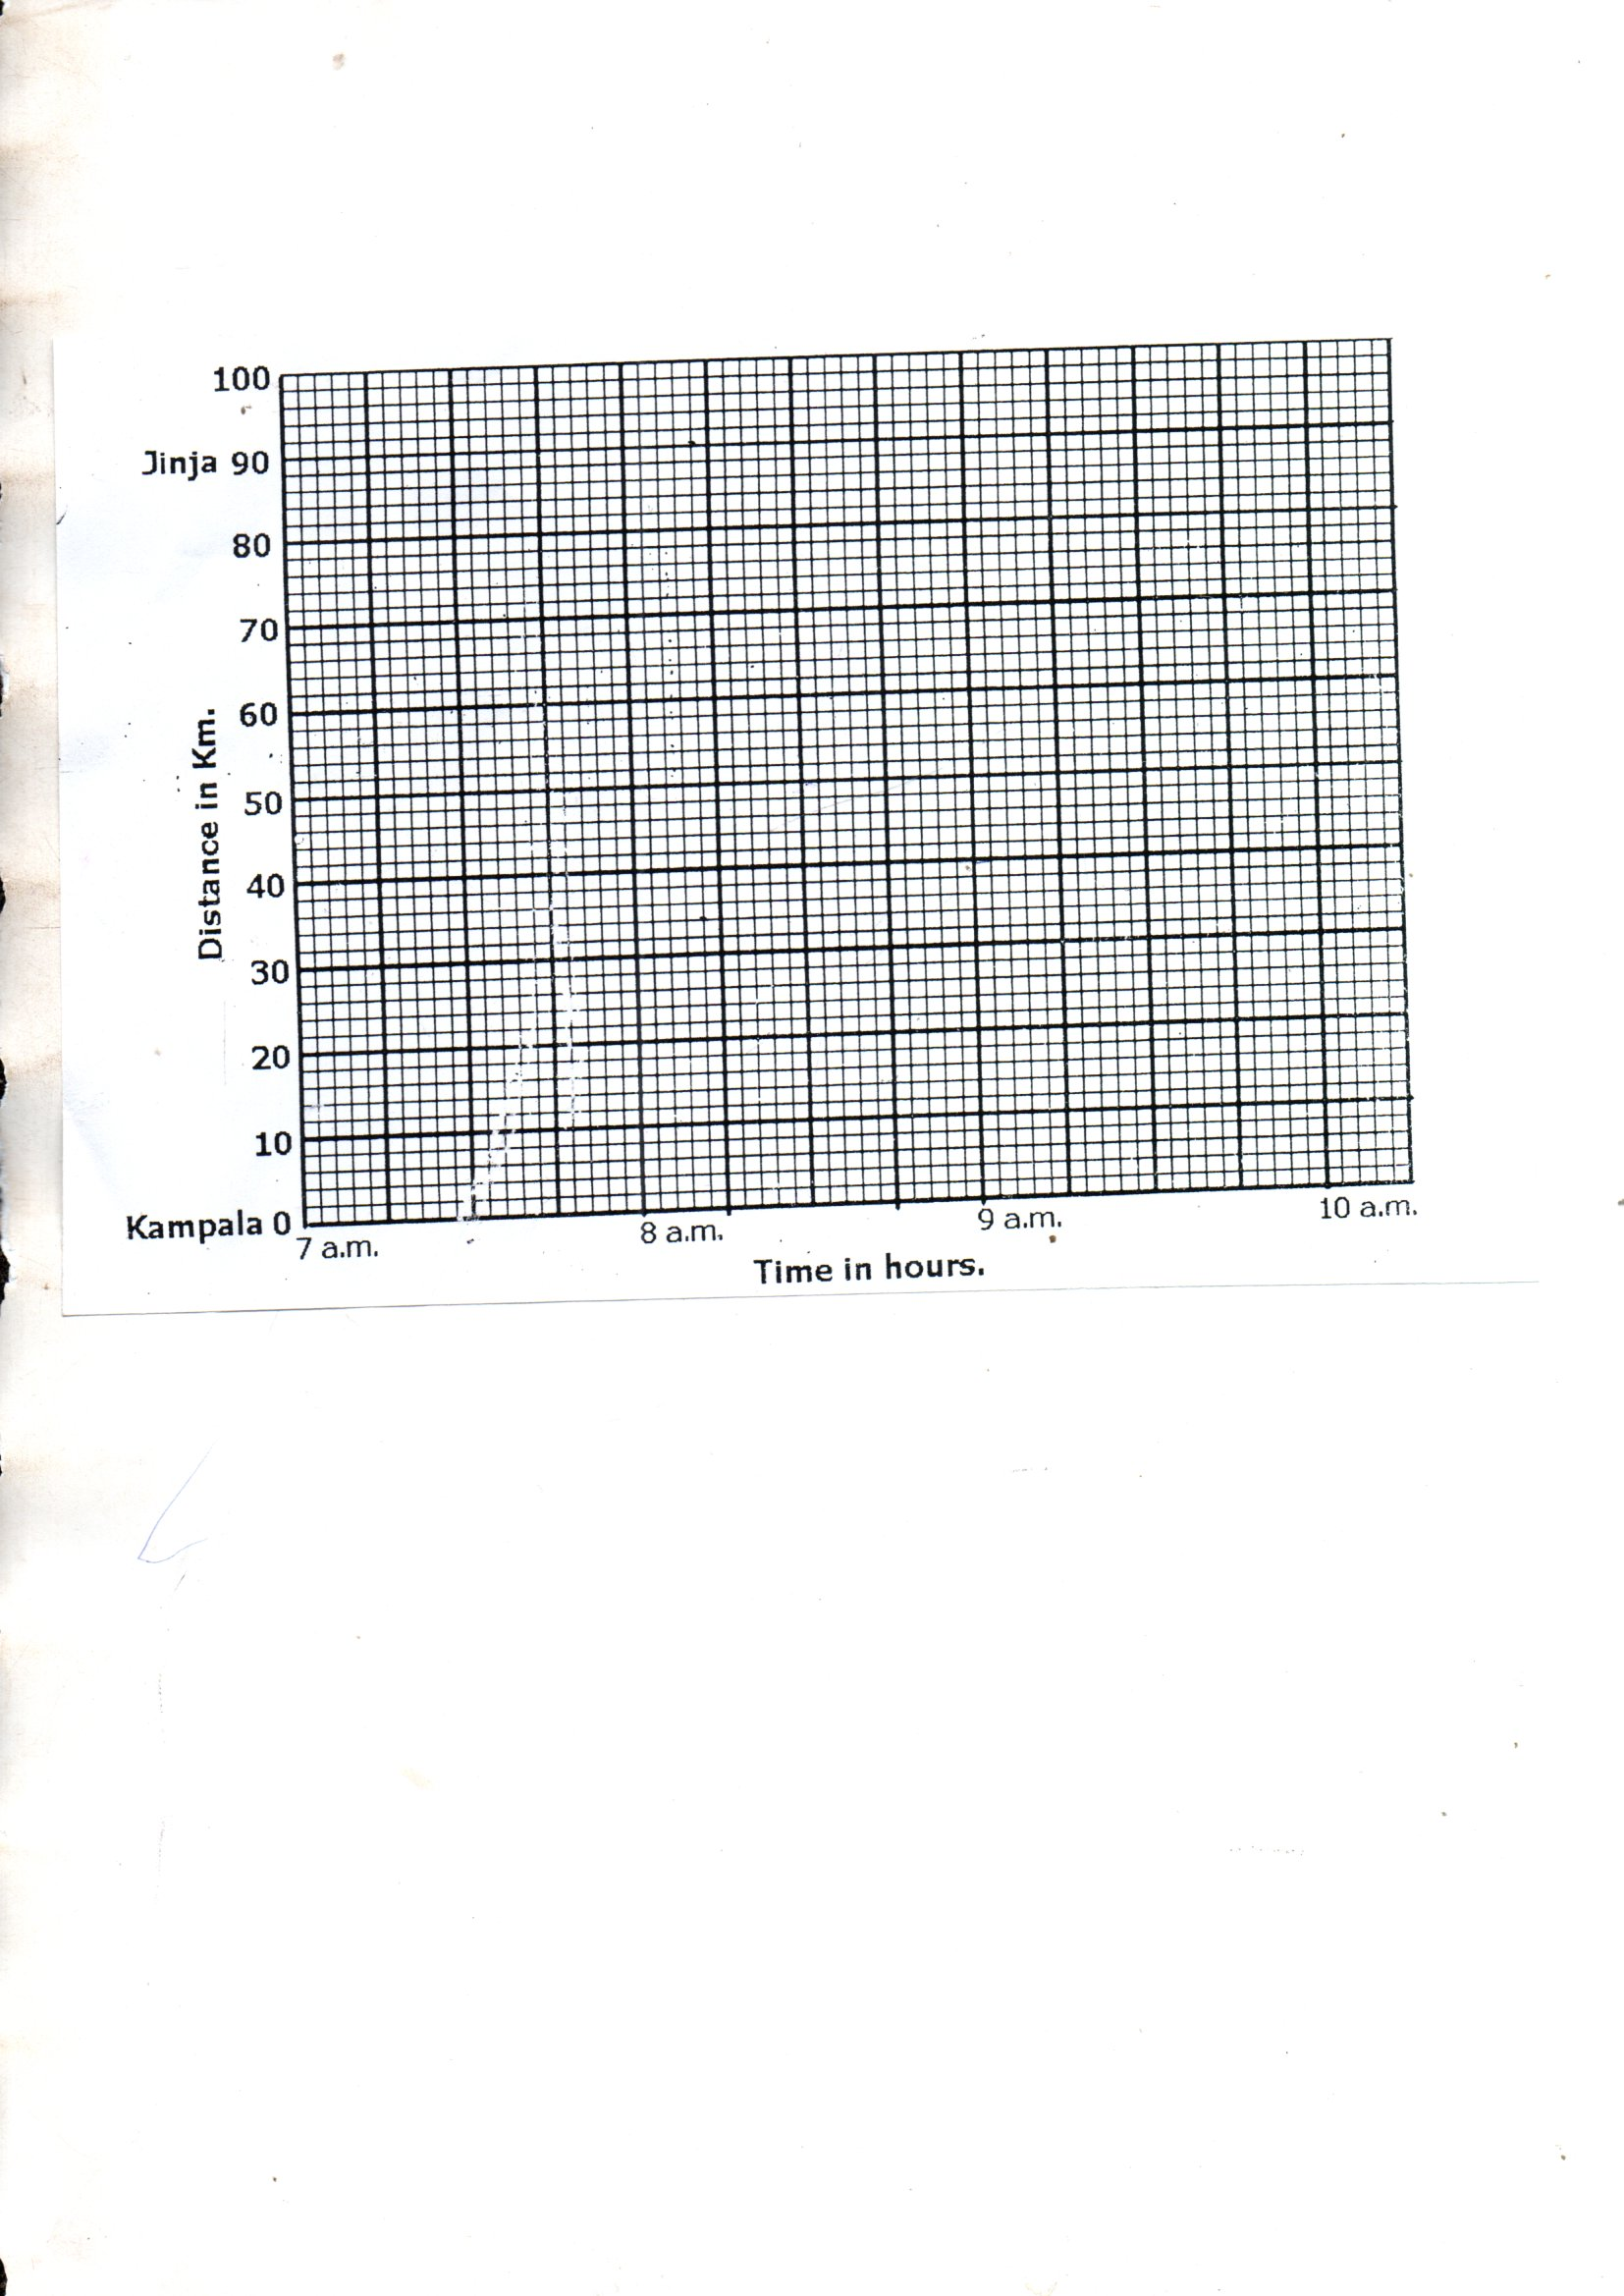 100
Jinja 90
80
70
60
50
40
30
20
10
Kampala 0
Distance in Km.
7 a.m.
8 a.m.
9 a.m.
10 a.m.
Time in hours.